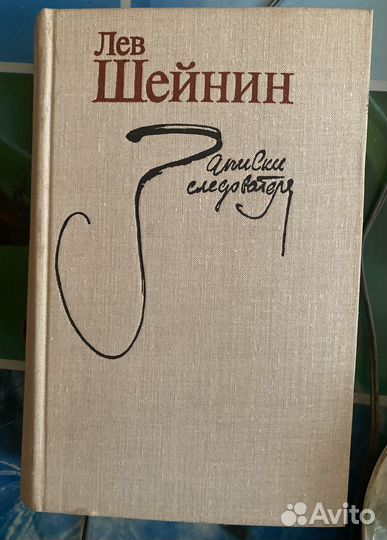 Лев
Шейнин
Записки
следователя
Avito